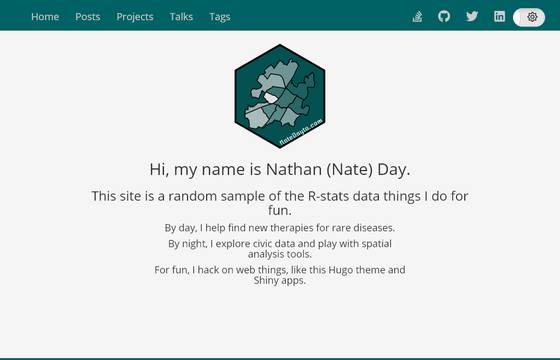 Home Posts Projects Talks Tags
NateDayta.com
Hi, my name is Nathan (Nate) Day.
This site is a random sample of the R-stats data things I do for
fun.
By day, I help find new therapies for rare diseases.
By night, I explore civic data and play with spatial
analysis tools.
For fun, I hack on web things, like this Hugo theme and
Shiny apps.